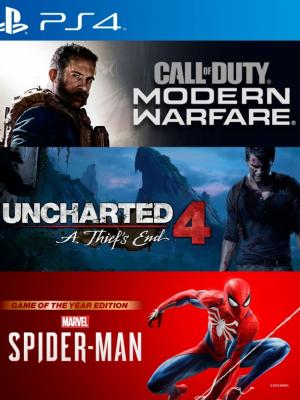 PS4
CALL OF DUTY
MODERN
WARFARE
UNCHARTED 4
A Thief's End
GAME OF THE YEAR EDITION
MARVEL
SPIDER-MAN